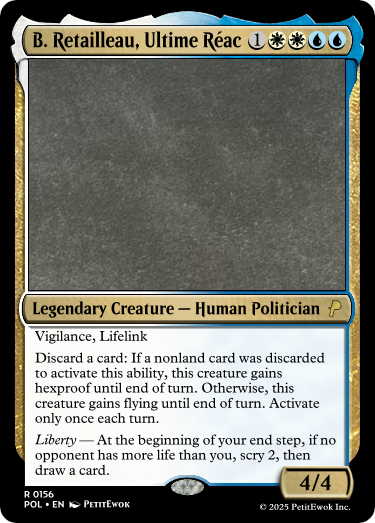 B. Retailleau, Ultime Réac 1
Legendary Creature — Human Politician
Vigilance, Lifelink
Discard a card: If a nonland card was discarded
to activate this ability, this creature gains
hexproof until end of turn. Otherwise, this
creature gains flying until end of turn. Activate
only once each turn.
Liberty — At the beginning of your end step, if no
opponent has more life than you, scry 2, then
draw a card.
4/4
R 0156
POL • EN PetitEwok
© 2025 PetitEwok Inc.